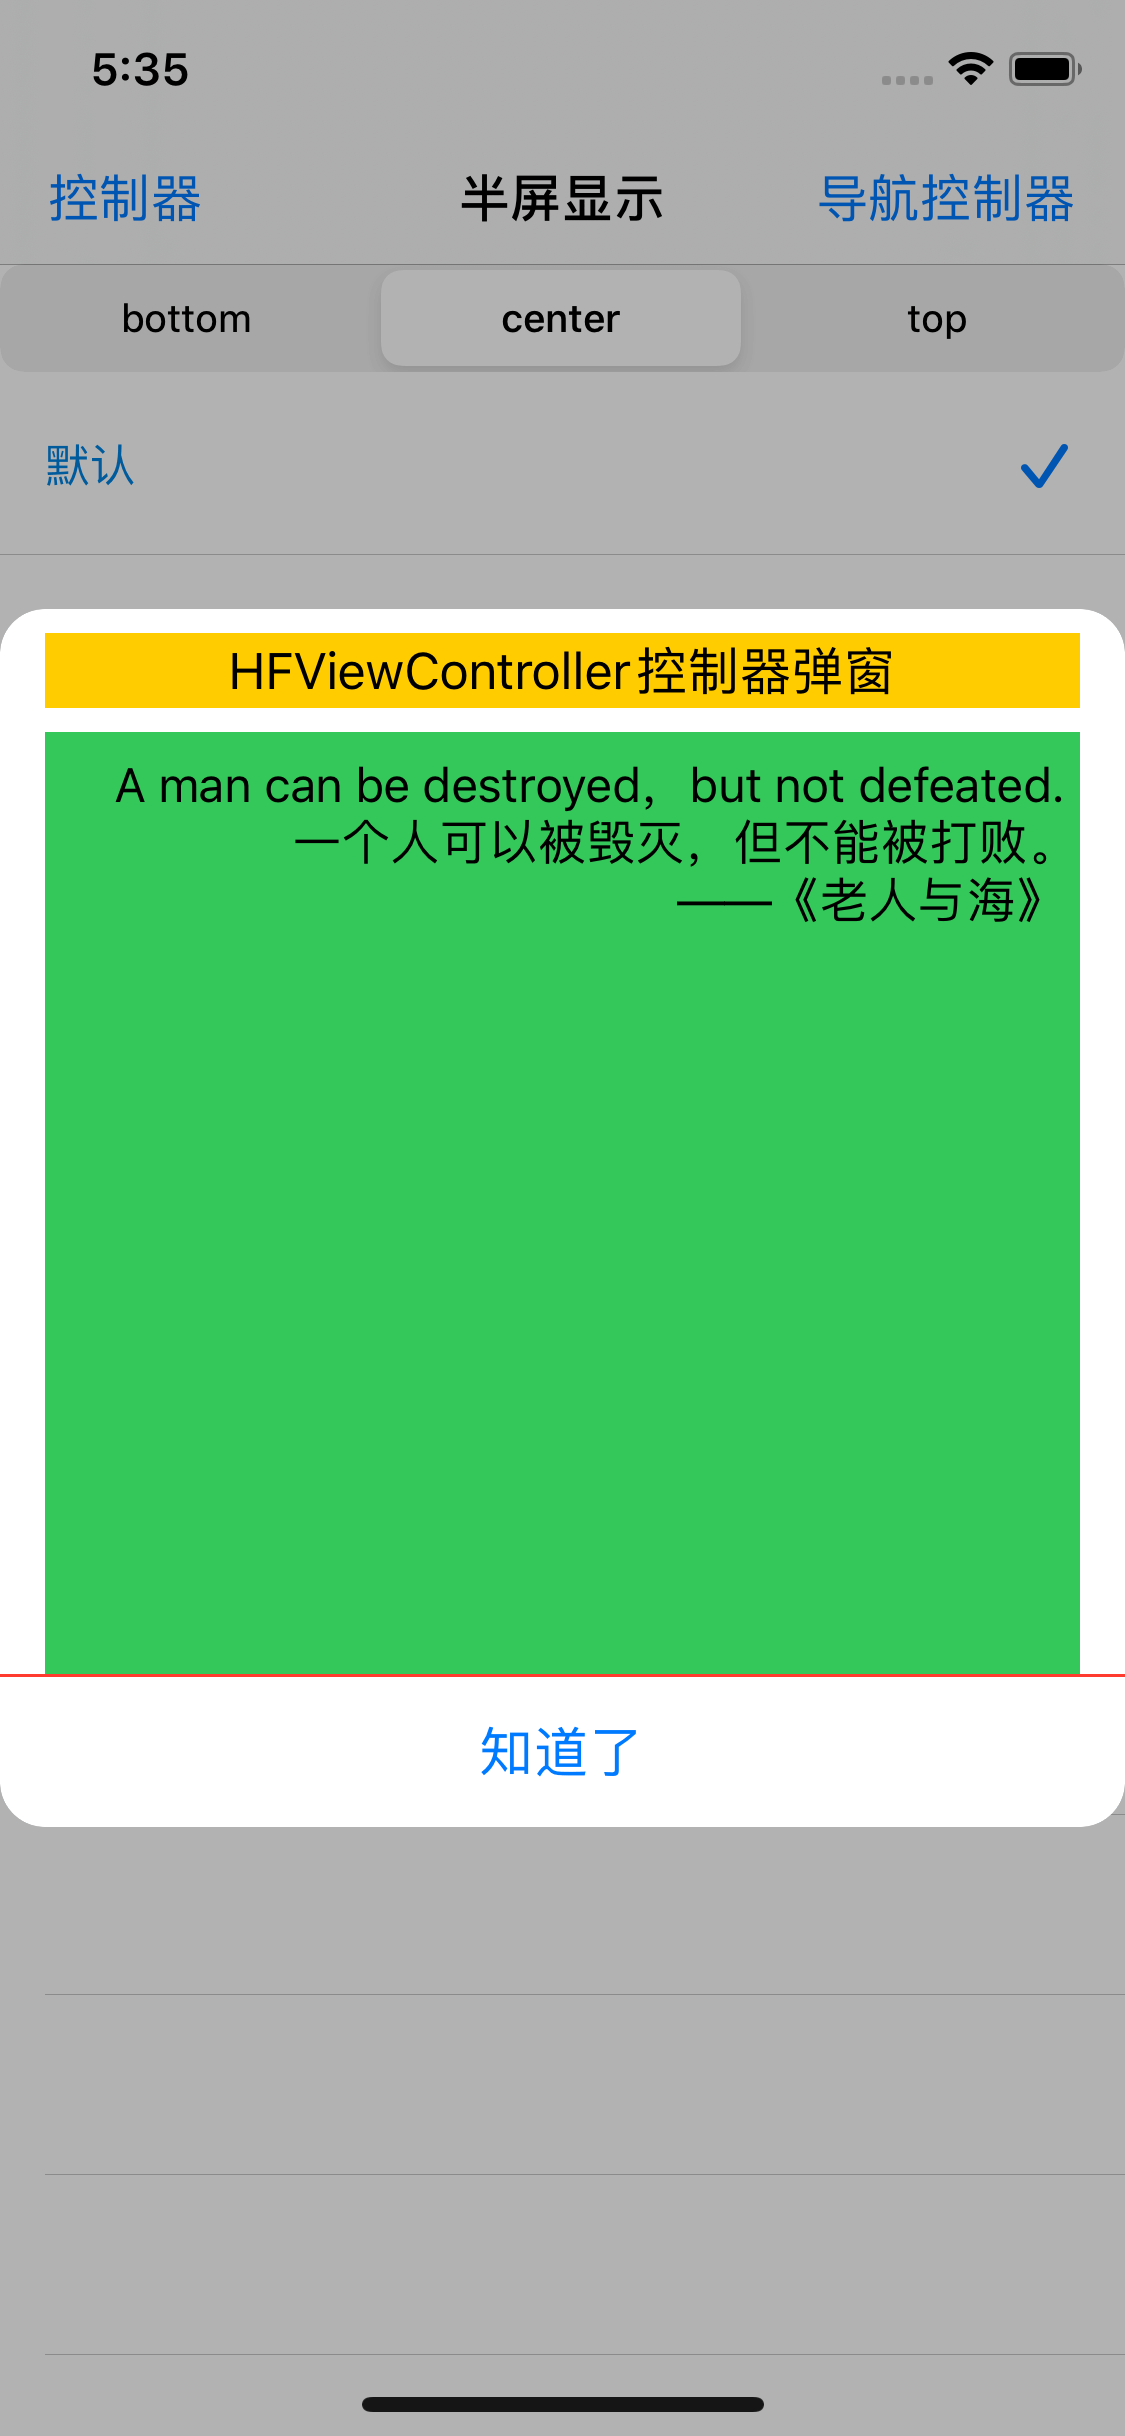 5:35
控制器 半屏显示 导航控制器
bottom center top
默认
HFViewController控制器弹窗
A man can be destroyed，but not defeated.
一个人可以被毁灭，但不能被打败。
——《老人与海》
知道了